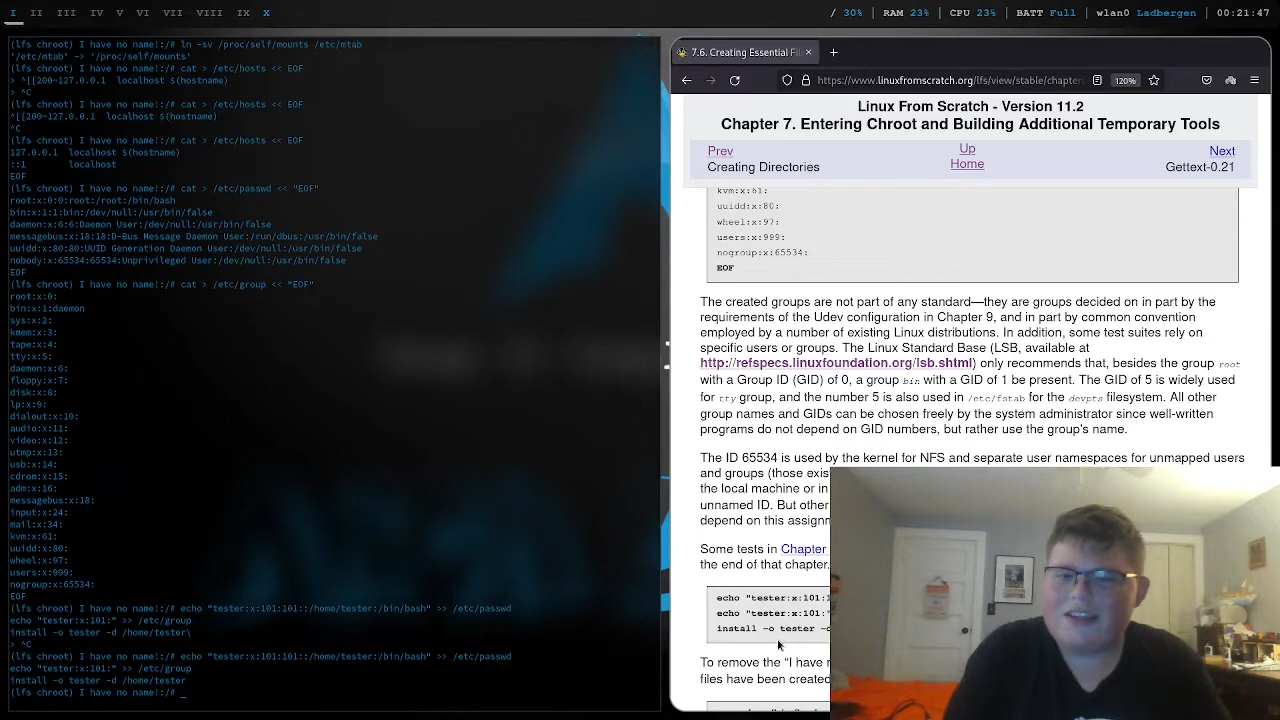 I II III IV V VI VII VIII IX X
/ 30% | RAM 23% | CPU 23% | BATT Full | wlan0 Ladbergen | 00:21:47
(lfs chroot) I have no name!:/# ln -sv /proc/self/mounts /etc/mtab
'/etc/mtab' -> '/proc/self/mounts'
(lfs chroot) I have no name!:/# cat > /etc/hosts << EOF
> ^[[200~127.0.0.1 localhost $(hostname)
> ^C
(lfs chroot) I have no name!:/# cat > /etc/hosts << EOF
^[[200~127.0.0.1 localhost $(hostname)
^C
(lfs chroot) I have no name!:/# cat > /etc/hosts << EOF
127.0.0.1 localhost $(hostname)
::1 localhost
EOF
(lfs chroot) I have no name!:/# cat > /etc/passwd << "EOF"
root:x:0:0:root:/root:/bin/bash
bin:x:1:1:bin:/dev/null:/usr/bin/false
daemon:x:6:6:Daemon User:/dev/null:/usr/bin/false
messagebus:x:18:18:D-Bus Message Daemon User:/run/dbus:/usr/bin/false
uuidd:x:80:80:UUID Generation Daemon User:/dev/null:/usr/bin/false
nobody:x:65534:65534:Unprivileged User:/dev/null:/usr/bin/false
EOF
(lfs chroot) I have no name!:/# cat > /etc/group << "EOF"
root:x:0:
bin:x:1:daemon
sys:x:2:
kmem:x:3:
tape:x:4:
tty:x:5:
daemon:x:6:
floppy:x:7:
disk:x:8:
lp:x:9:
dialout:x:10:
audio:x:11:
video:x:12:
utmp:x:13:
usb:x:14:
cdrom:x:15:
adm:x:16:
messagebus:x:18:
input:x:24:
mail:x:34:
kvm:x:61:
uuidd:x:80:
wheel:x:97:
users:x:999:
nogroup:x:65534:
EOF
(lfs chroot) I have no name!:/# echo "tester:x:101:101::/home/tester:/bin/bash" >> /etc/passwd
echo "tester:x:101:" >> /etc/group
install -o tester -d /home/tester\
> ^C
(lfs chroot) I have no name!:/# echo "tester:x:101:101::/home/tester:/bin/bash" >> /etc/passwd
echo "tester:x:101:" >> /etc/group
install -o tester -d /home/tester
(lfs chroot) I have no name!:/# _
7.6. Creating Essential Fil
https://www.linuxfromscratch.org/lfs/view/stable/chapter 120%
Linux From Scratch - Version 11.2
Chapter 7. Entering Chroot and Building Additional Temporary Tools
Prev Up Next
Creating Directories Home Gettext-0.21
kvm:x:61:
uuidd:x:80:
wheel:x:97:
users:x:999:
nogroup:x:65534:
EOF
The created groups are not part of any standard—they are groups decided on in part by the
requirements of the Udev configuration in Chapter 9, and in part by common convention
employed by a number of existing Linux distributions. In addition, some test suites rely on
specific users or groups. The Linux Standard Base (LSB, available at
http://refspecs.linuxfoundation.org/lsb.shtml) only recommends that, besides the group root
with a Group ID (GID) of 0, a group bin with a GID of 1 be present. The GID of 5 is widely used
for tty group, and the number 5 is also used in /etc/fstab for the devpts filesystem. All other
group names and GIDs can be chosen freely by the system administrator since well-written
programs do not depend on GID numbers, but rather use the group's name.
The ID 65534 is used by the kernel for NFS and separate user namespaces for unmapped users
and groups (those exis
the local machine or in
unnamed ID. But other
depend on this assignm
Some tests in Chapter
the end of that chapter.
echo "tester:x:101:1
echo "tester:x:101:
install -o tester -d
To remove the "I have
files have been created